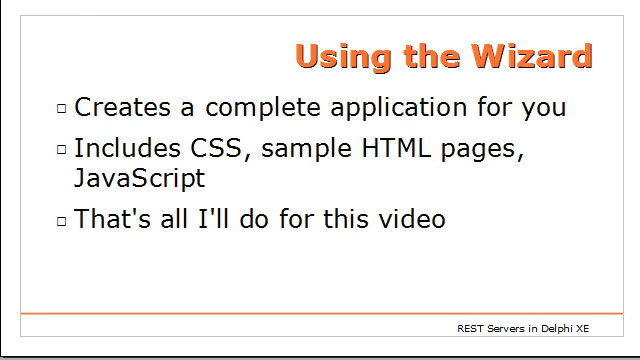 Using the Wizard
Creates a complete application for you
Includes CSS, sample HTML pages,
JavaScript
That's all I'll do for this video
REST Servers in Delphi XE